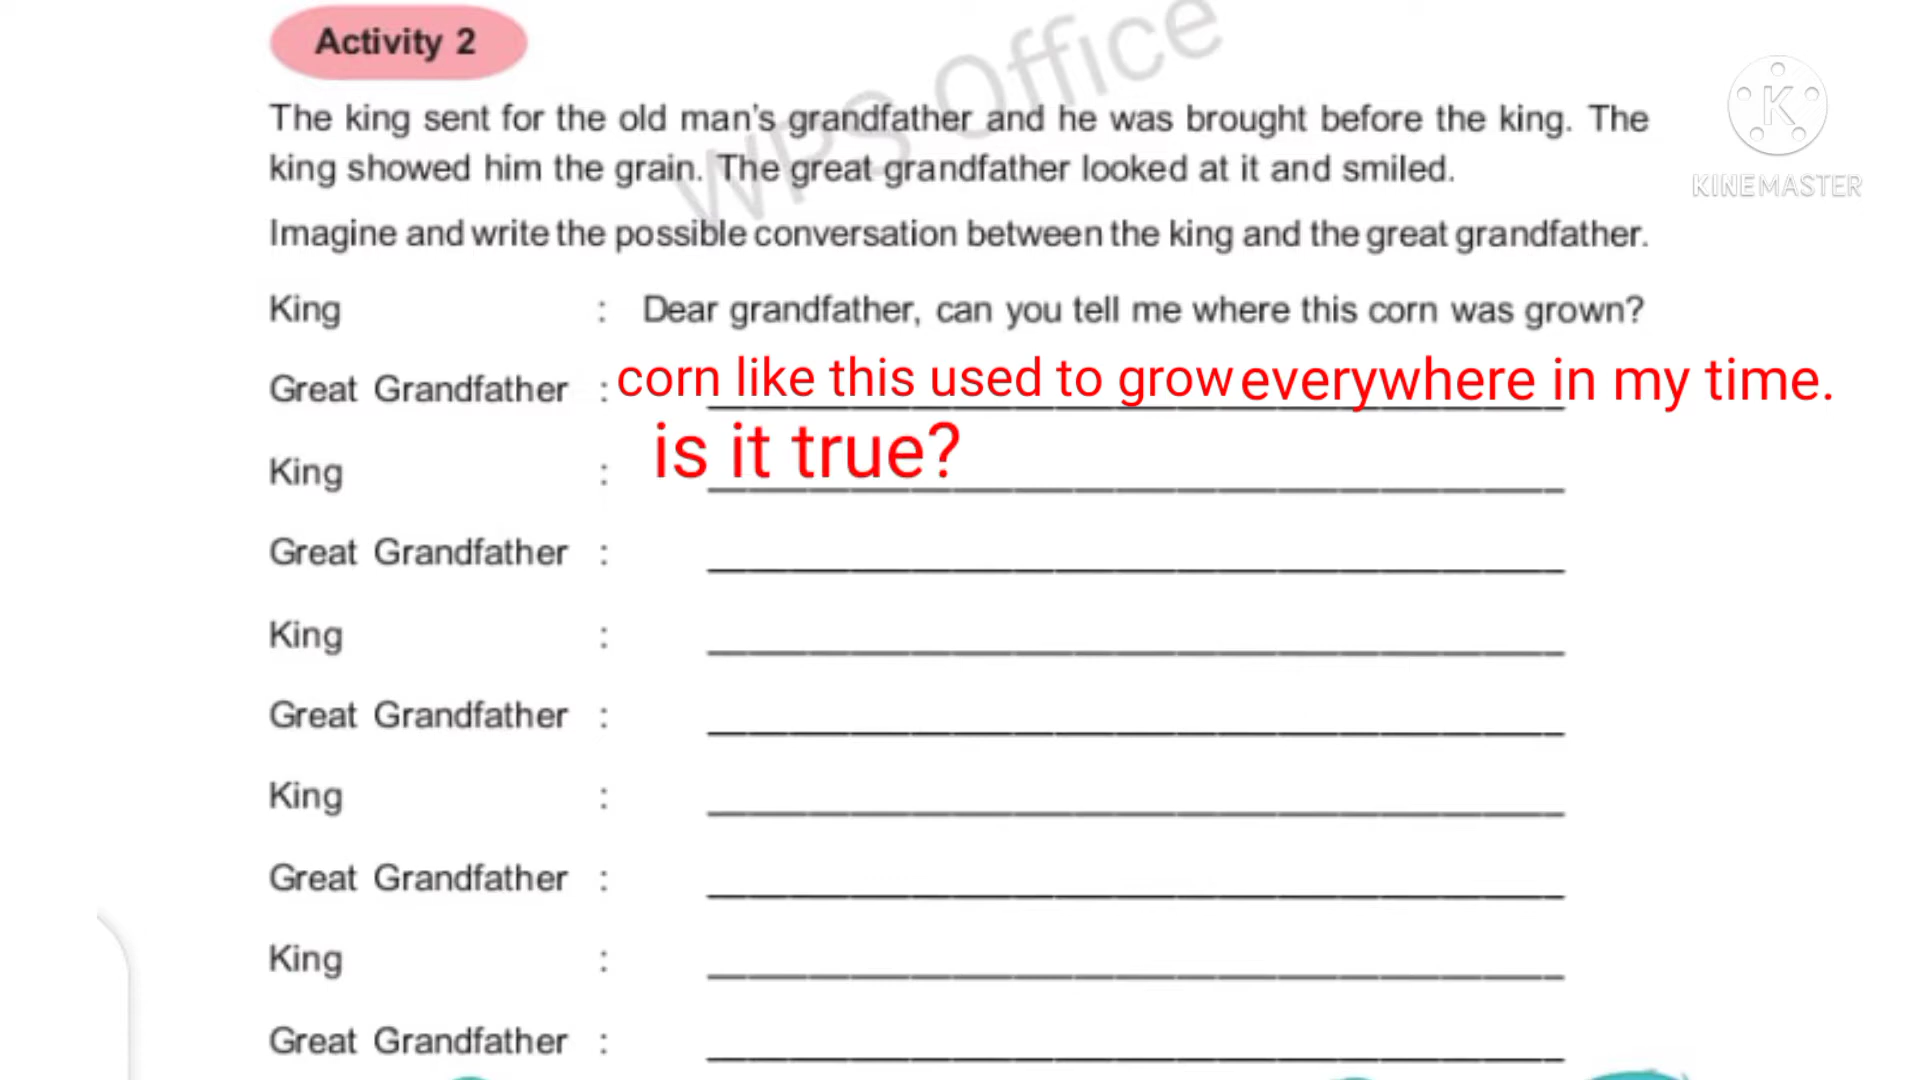 Activity 2
WPS Office
The king sent for the old man's grandfather and he was brought before the king. The
king showed him the grain. The great grandfather looked at it and smiled.
KINEMASTER
Imagine and write the possible conversation between the king and the great grandfather.
King : Dear grandfather, can you tell me where this corn was grown?
Great Grandfather : corn like this used to grow everywhere in my time.
King : is it true?
Great Grandfather :
King :
Great Grandfather :
King :
Great Grandfather :
King :
Great Grandfather :